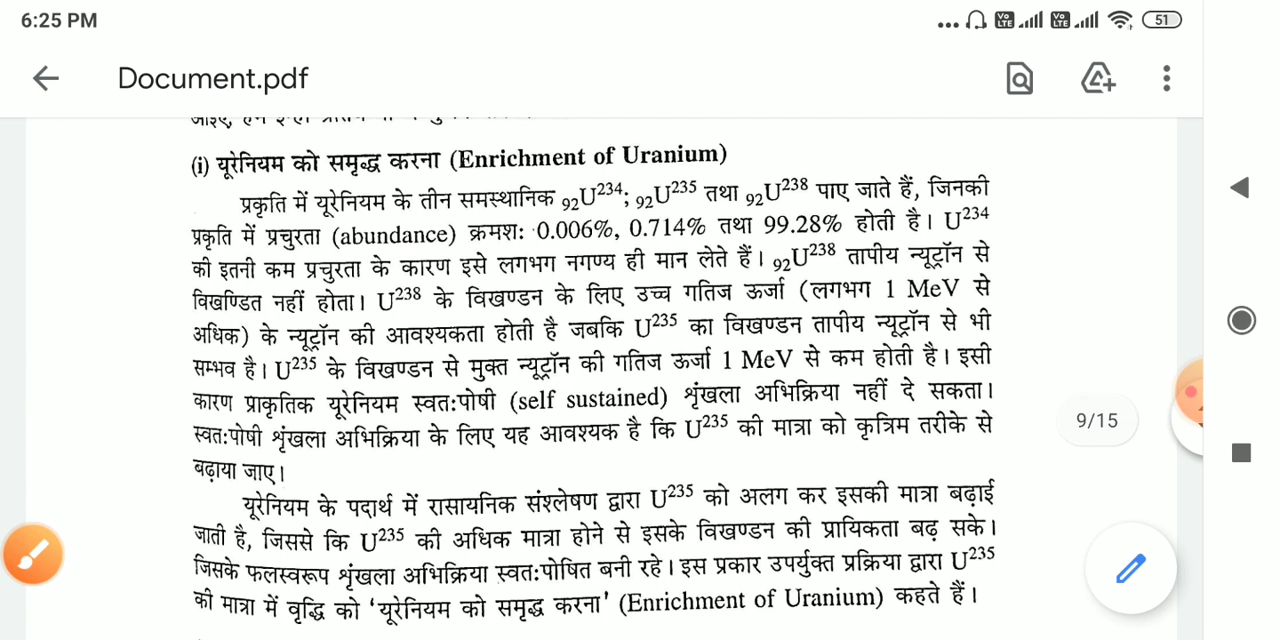 6:25 PM
51
Document.pdf
(i) यूरेनियम को समृद्ध करना (Enrichment of Uranium)
प्रकृति में यूरेनियम के तीन समस्थानिक ₉₂U²³⁴; ₉₂U²³⁵ तथा ₉₂U²³⁸ पाए जाते हैं, जिनकी
प्रकृति में प्रचुरता (abundance) क्रमश: 0.006%, 0.714% तथा 99.28% होती है। U²³⁴
की इतनी कम प्रचुरता के कारण इसे लगभग नगण्य ही मान लेते हैं। ₉₂U²³⁸ तापीय न्यूट्रॉन से
विखण्डित नहीं होता। U²³⁸ के विखण्डन के लिए उच्च गतिज ऊर्जा (लगभग 1 MeV से
अधिक) के न्यूट्रॉन की आवश्यकता होती है जबकि U²³⁵ का विखण्डन तापीय न्यूट्रॉन से भी
सम्भव है। U²³⁵ के विखण्डन से मुक्त न्यूट्रॉन की गतिज ऊर्जा 1 MeV से कम होती है। इसी
कारण प्राकृतिक यूरेनियम स्वत:पोषी (self sustained) शृंखला अभिक्रिया नहीं दे सकता।
स्वत:पोषी शृंखला अभिक्रिया के लिए यह आवश्यक है कि U²³⁵ की मात्रा को कृत्रिम तरीके से
बढ़ाया जाए।
9/15
यूरेनियम के पदार्थ में रासायनिक संश्लेषण द्वारा U²³⁵ को अलग कर इसकी मात्रा बढ़ाई
जाती है, जिससे कि U²³⁵ की अधिक मात्रा होने से इसके विखण्डन की प्रायिकता बढ़ सके।
जिसके फलस्वरूप शृंखला अभिक्रिया स्वत:पोषित बनी रहे। इस प्रकार उपर्युक्त प्रक्रिया द्वारा U²³⁵
की मात्रा में वृद्धि को 'यूरेनियम को समृद्ध करना' (Enrichment of Uranium) कहते हैं।